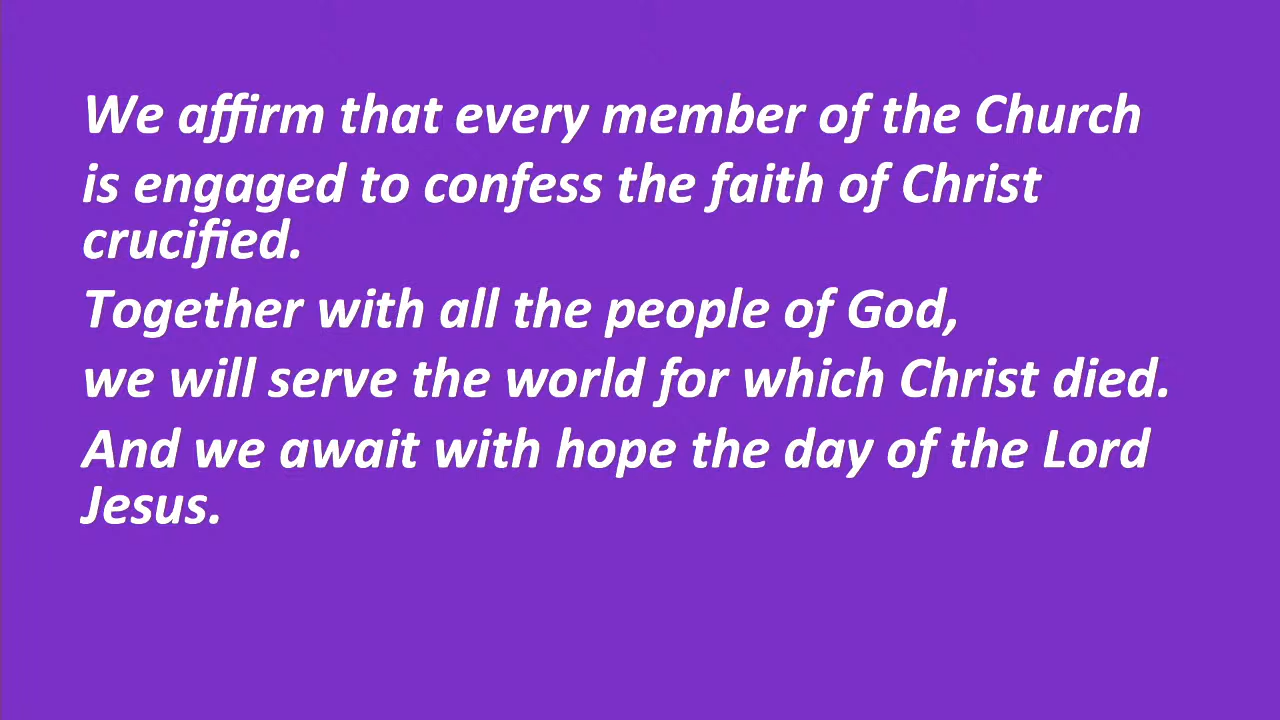 We affirm that every member of the Church
is engaged to confess the faith of Christ
crucified.
Together with all the people of God,
we will serve the world for which Christ died.
And we await with hope the day of the Lord
Jesus.